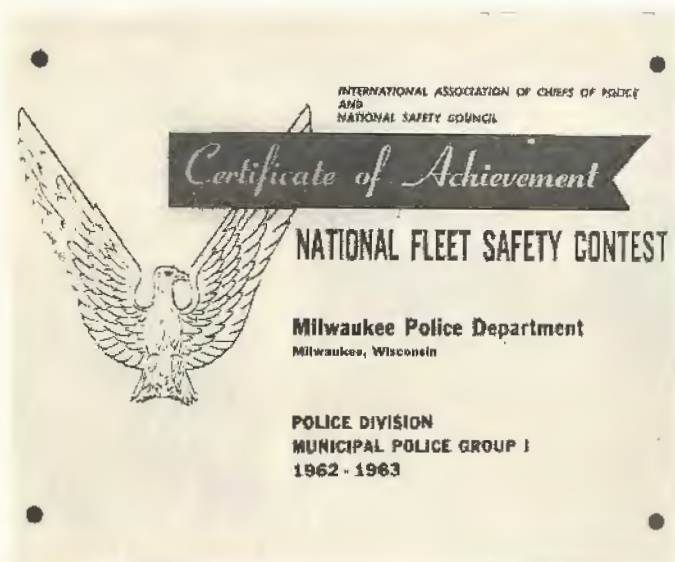 INTERNATIONAL ASSOCIATION OF CHIEFS OF POLICE
AND
NATIONAL SAFETY COUNCIL
Certificate of Achievement
NATIONAL FLEET SAFETY CONTEST
Milwaukee Police Department
Milwaukee, Wisconsin
POLICE DIVISION
MUNICIPAL POLICE GROUP I
1962 - 1963